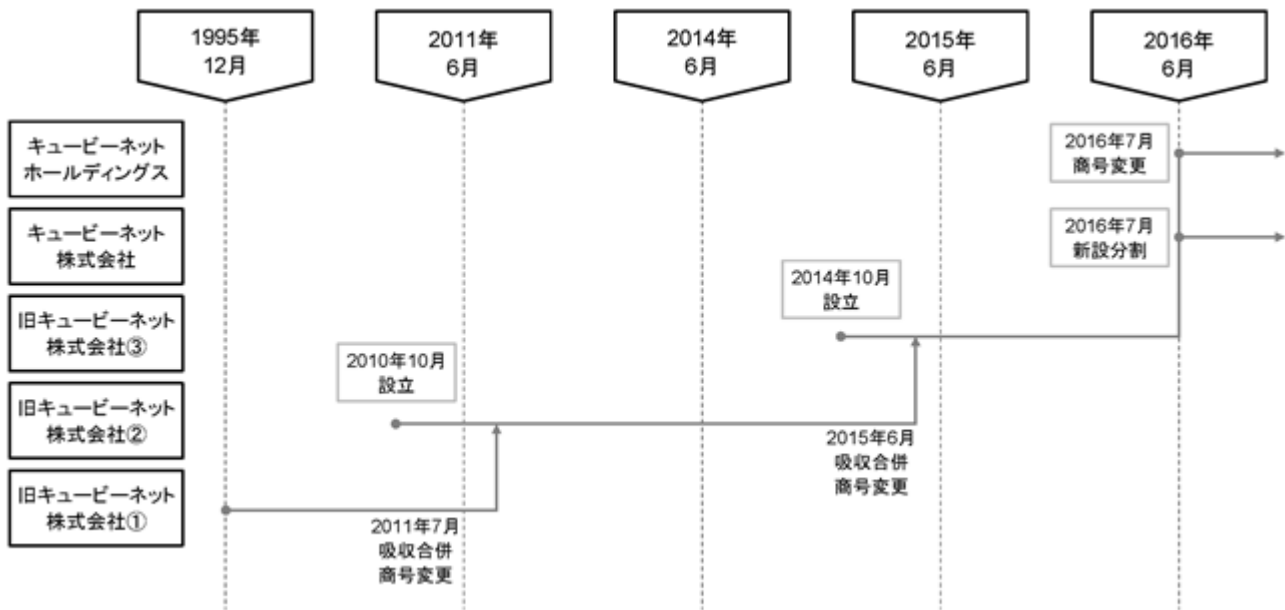 1995年
12月
2011年
6月
2014年
6月
2015年
6月
2016年
6月
キュービーネット
ホールディングス
2016年7月
商号変更
キュービーネット
株式会社
2016年7月
新設分割
旧キュービーネット
株式会社③
2014年10月
設立
旧キュービーネット
株式会社②
2010年10月
設立
2015年6月
吸収合併
商号変更
旧キュービーネット
株式会社①
2011年7月
吸収合併
商号変更